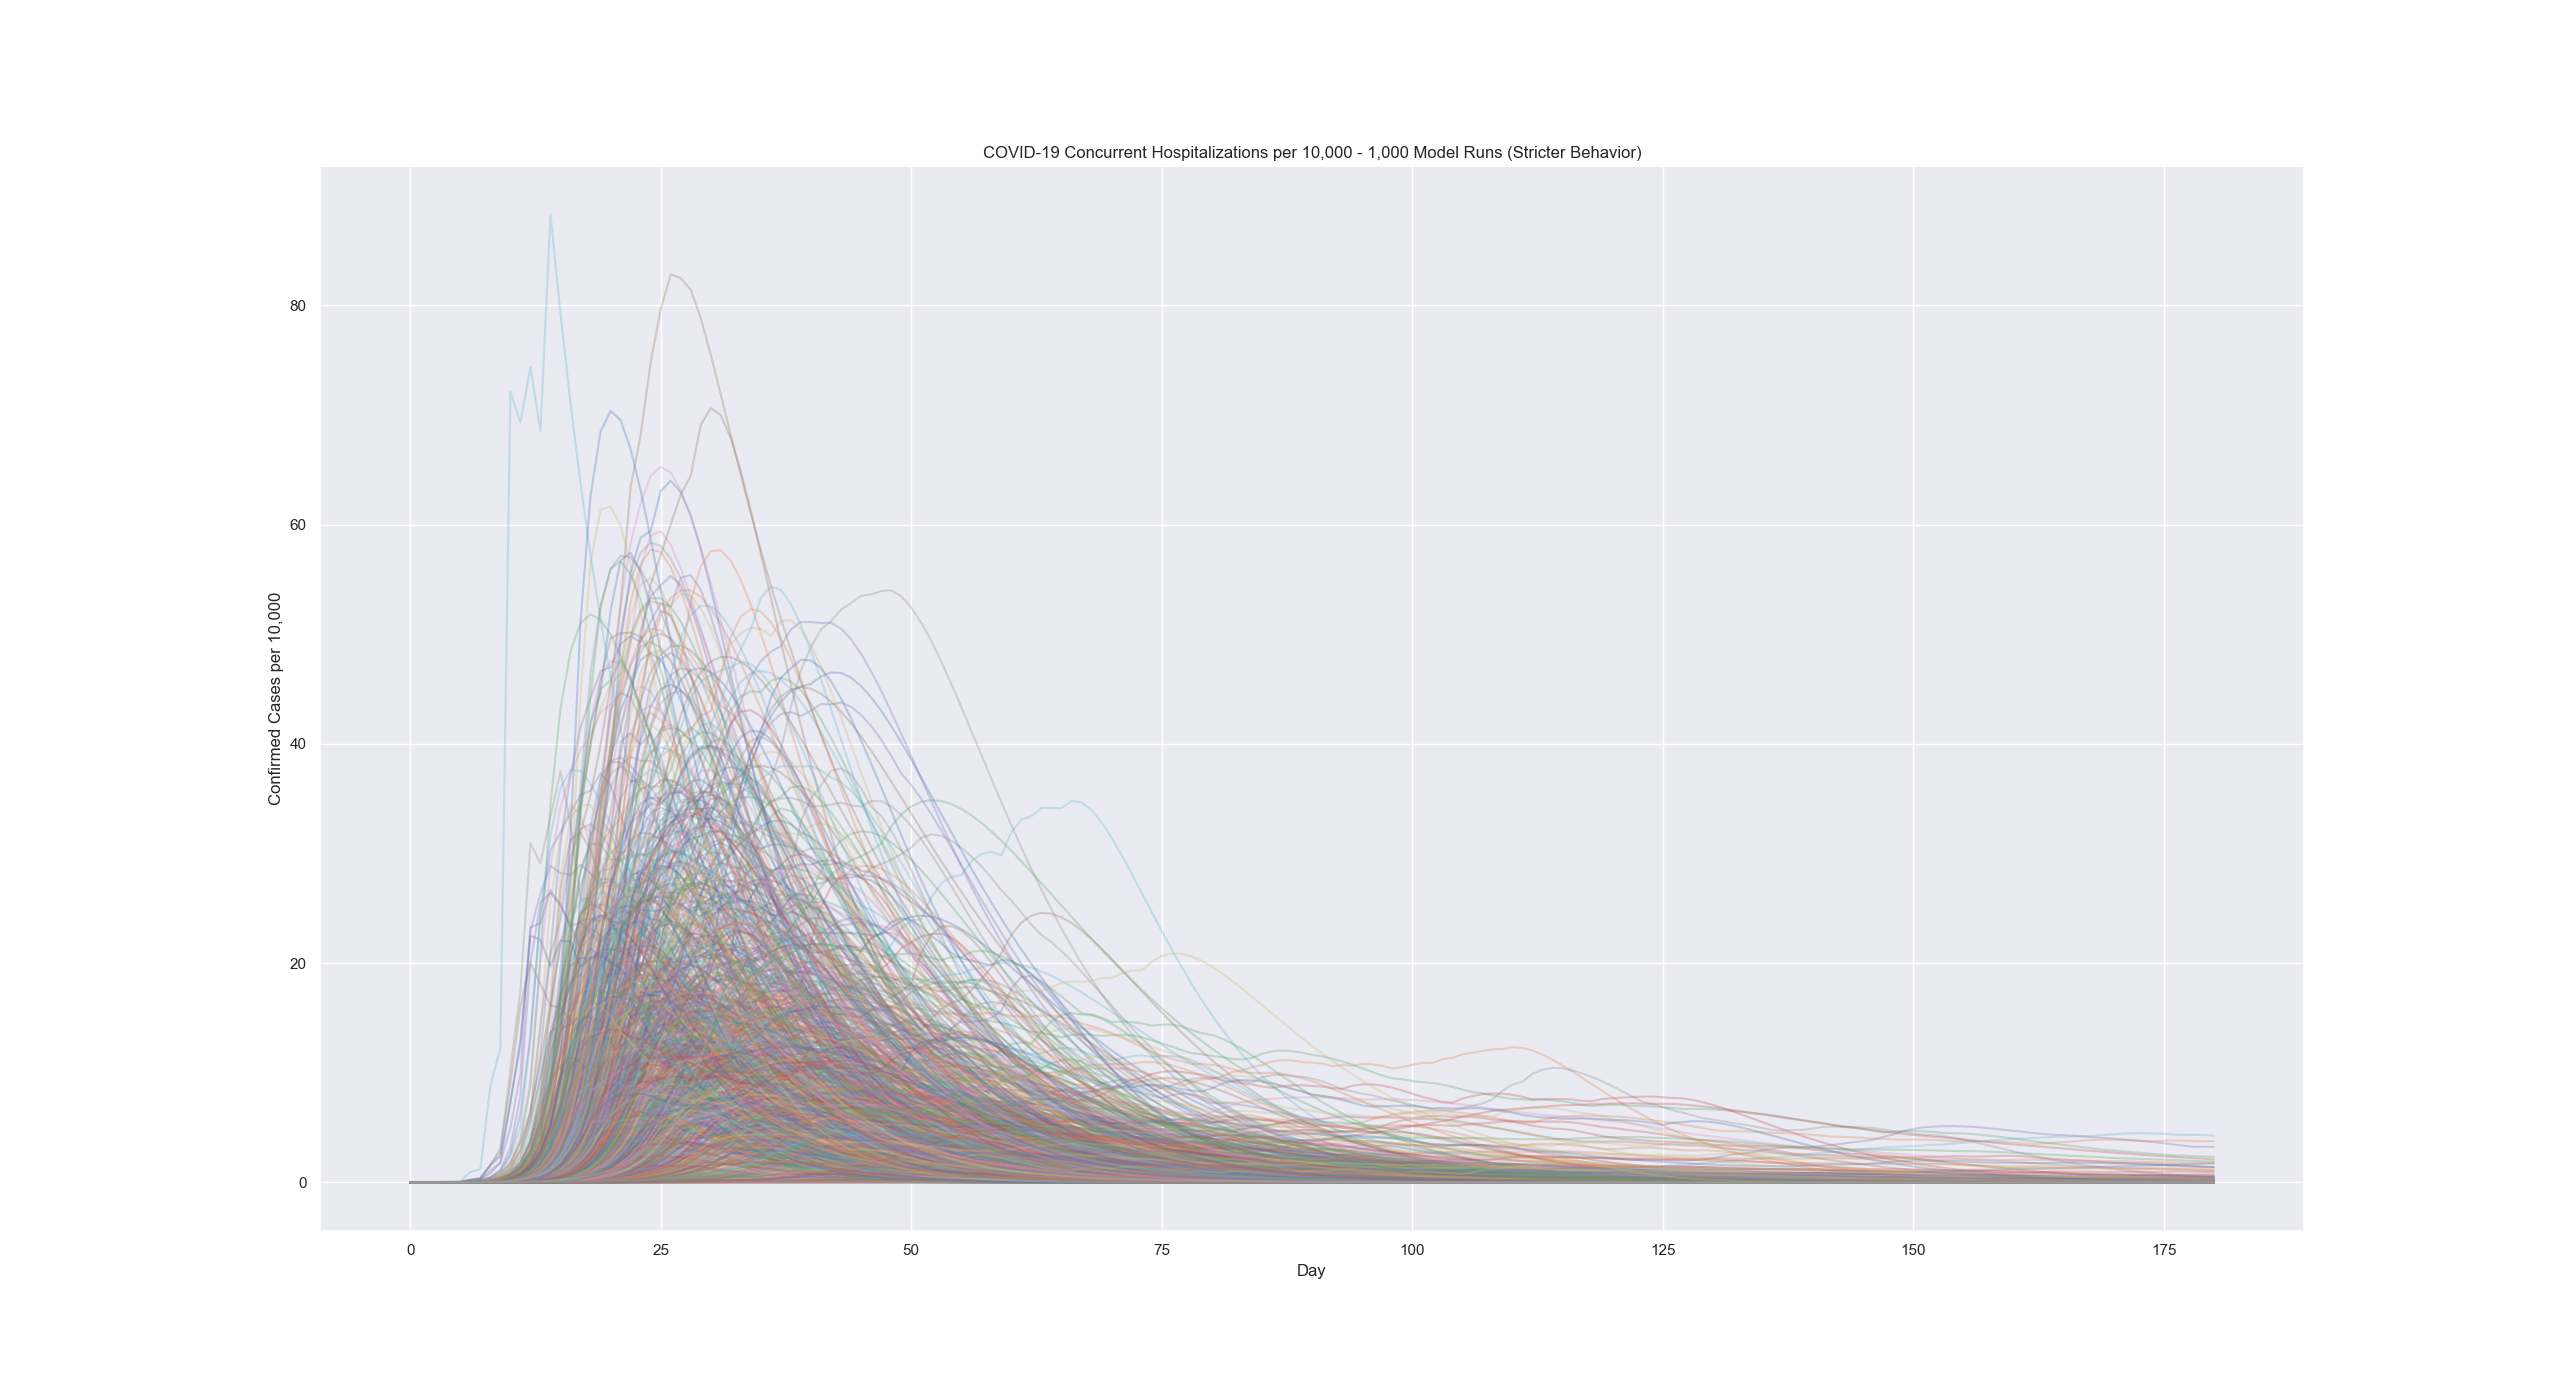 COVID-19 Concurrent Hospitalizations per 10,000 - 1,000 Model Runs (Stricter Behavior)
Confirmed Cases per 10,000
80
60
40
20
0
0 25 50 75 100 125 150 175
Day